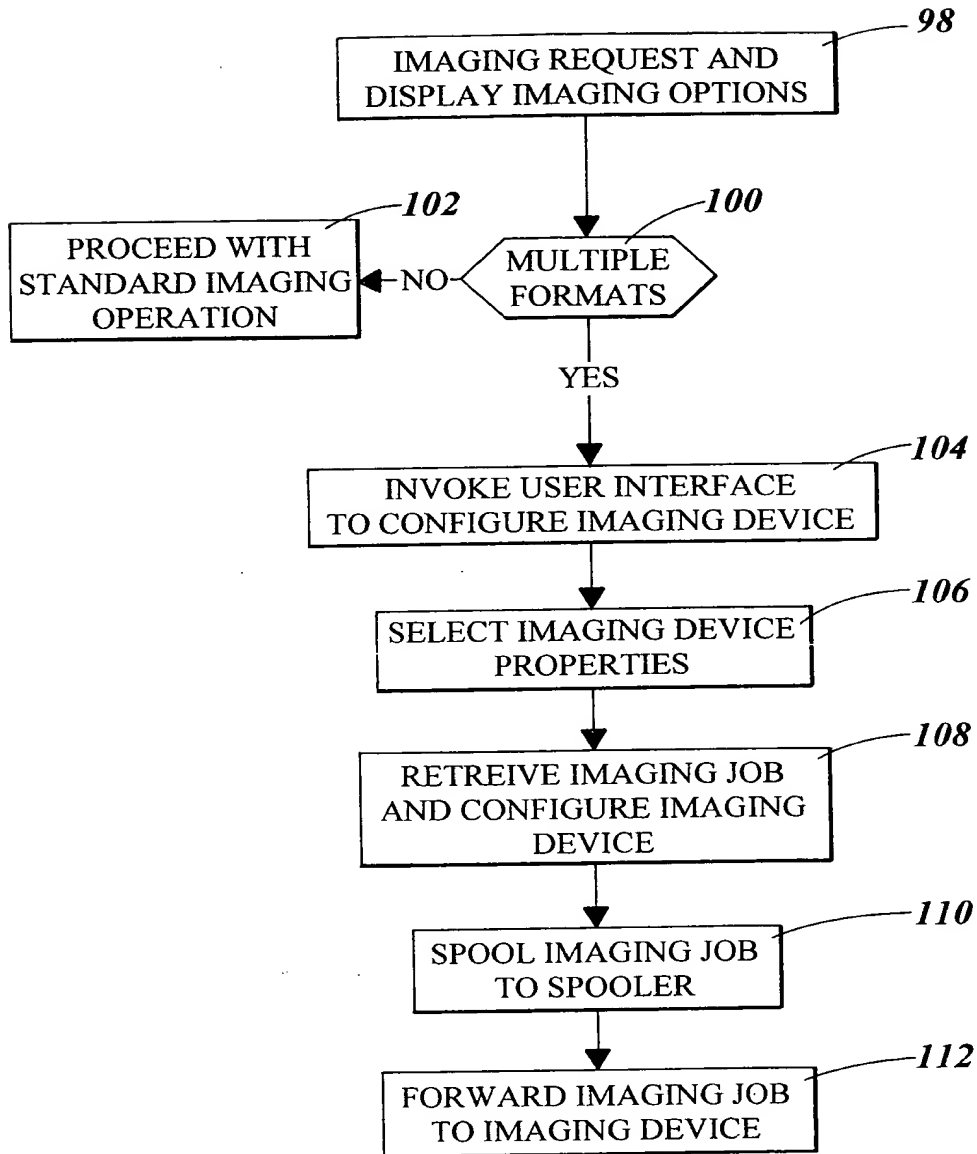 98
IMAGING REQUEST AND
DISPLAY IMAGING OPTIONS
102
100
PROCEED WITH
STANDARD IMAGING
OPERATION
NO
MULTIPLE
FORMATS
YES
104
INVOKE USER INTERFACE
TO CONFIGURE IMAGING DEVICE
106
SELECT IMAGING DEVICE
PROPERTIES
108
RETREIVE IMAGING JOB
AND CONFIGURE IMAGING
DEVICE
110
SPOOL IMAGING JOB
TO SPOOLER
112
FORWARD IMAGING JOB
TO IMAGING DEVICE